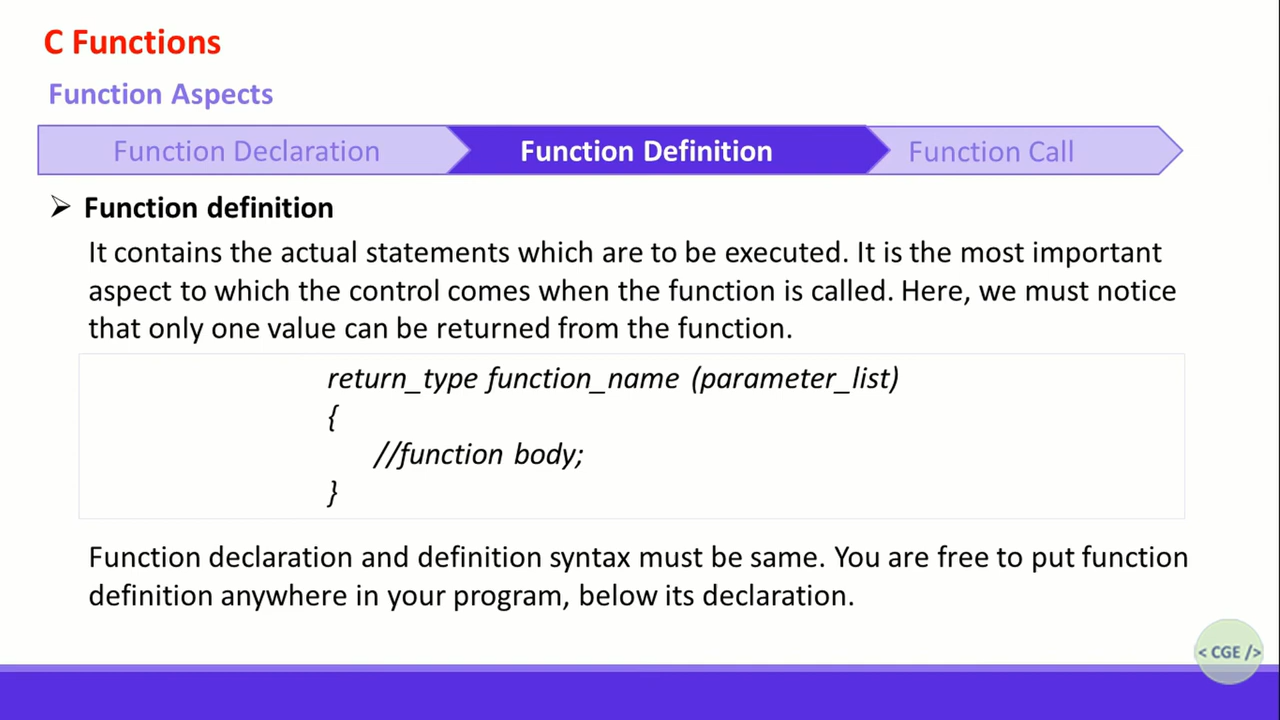 C Functions
Function Aspects
Function Declaration
Function Definition
Function Call
Function definition
It contains the actual statements which are to be executed. It is the most important
aspect to which the control comes when the function is called. Here, we must notice
that only one value can be returned from the function.
return_type function_name (parameter_list)
{
//function body;
}
Function declaration and definition syntax must be same. You are free to put function
definition anywhere in your program, below its declaration.
< CGE />